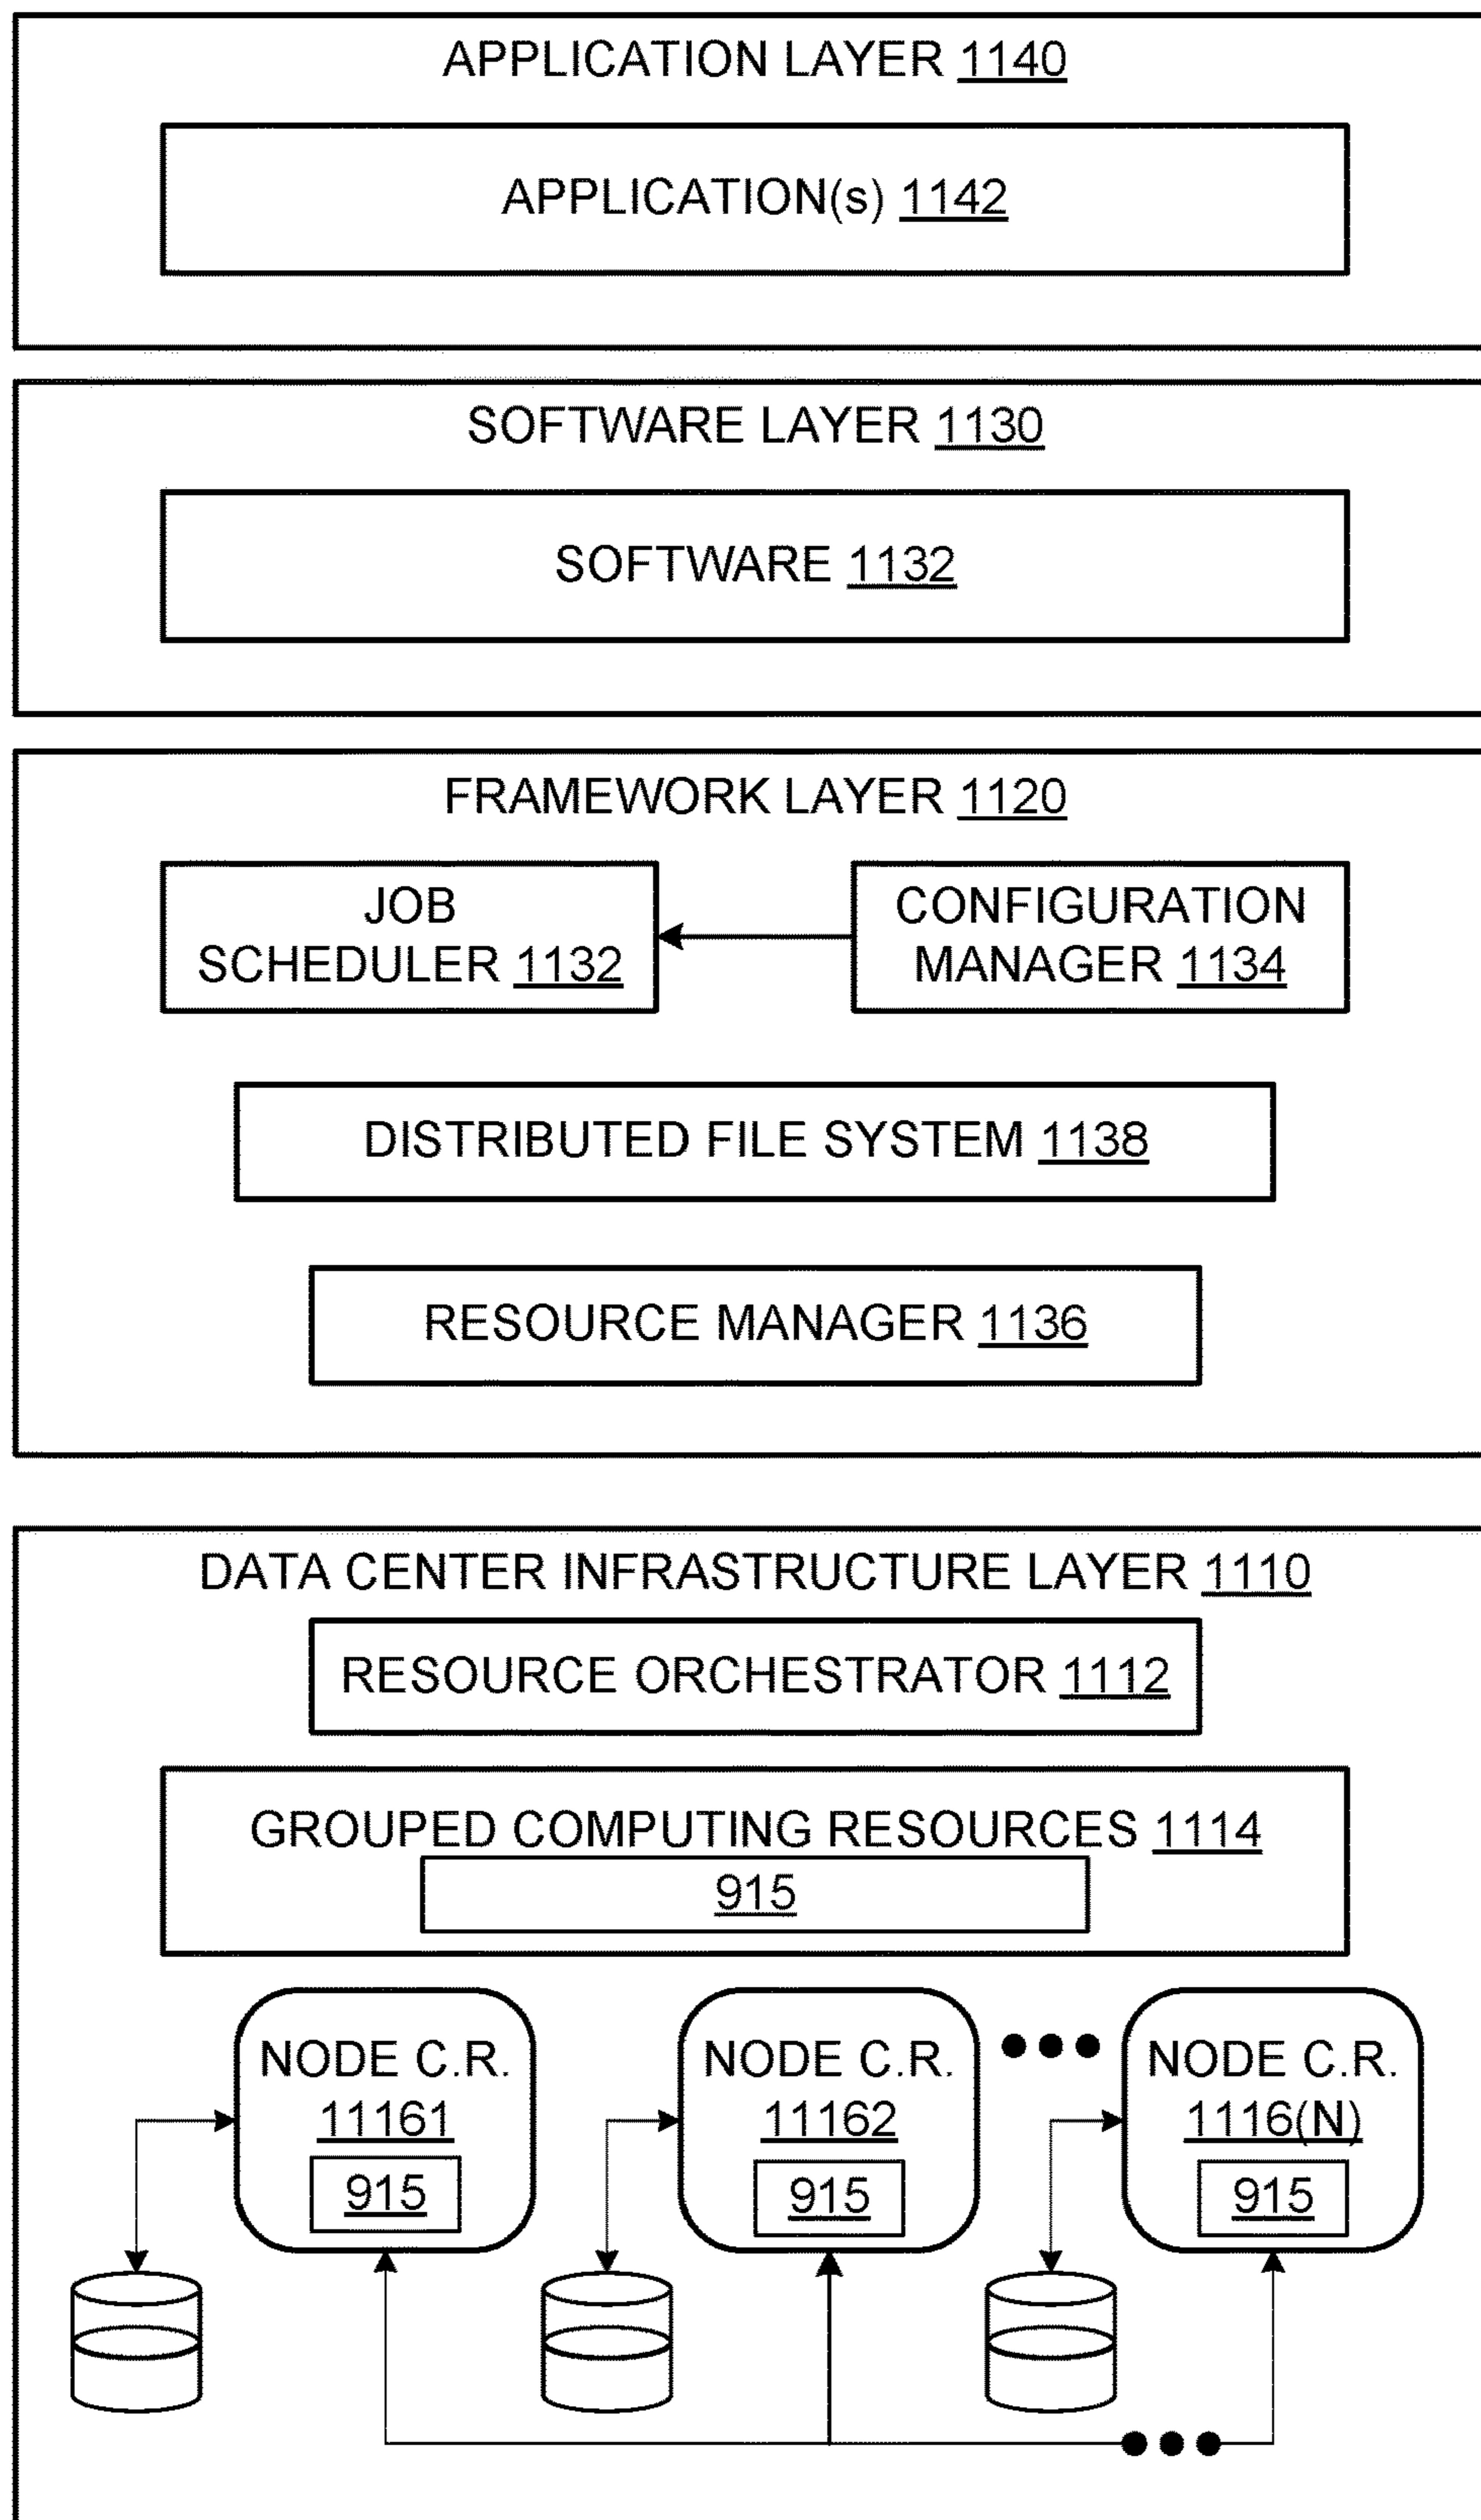 APPLICATION LAYER 1140
APPLICATION(s) 1142
SOFTWARE LAYER 1130
SOFTWARE 1132
FRAMEWORK LAYER 1120
JOB
SCHEDULER 1132
CONFIGURATION
MANAGER 1134
DISTRIBUTED FILE SYSTEM 1138
RESOURCE MANAGER 1136
DATA CENTER INFRASTRUCTURE LAYER 1110
RESOURCE ORCHESTRATOR 1112
GROUPED COMPUTING RESOURCES 1114
915
NODE C.R.
11161
915
NODE C.R.
11162
915
NODE C.R.
1116(N)
915